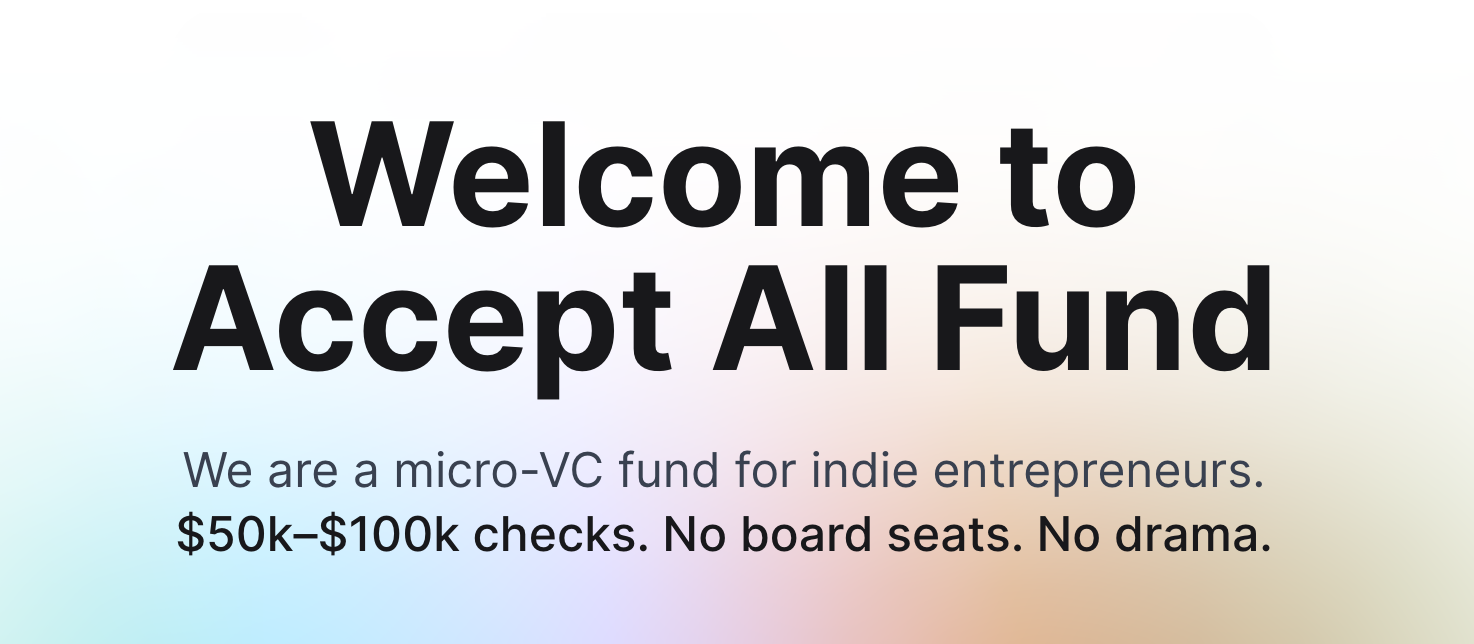 Welcome to
Accept All Fund
We are a micro-VC fund for indie entrepreneurs.
$50k–$100k checks. No board seats. No drama.